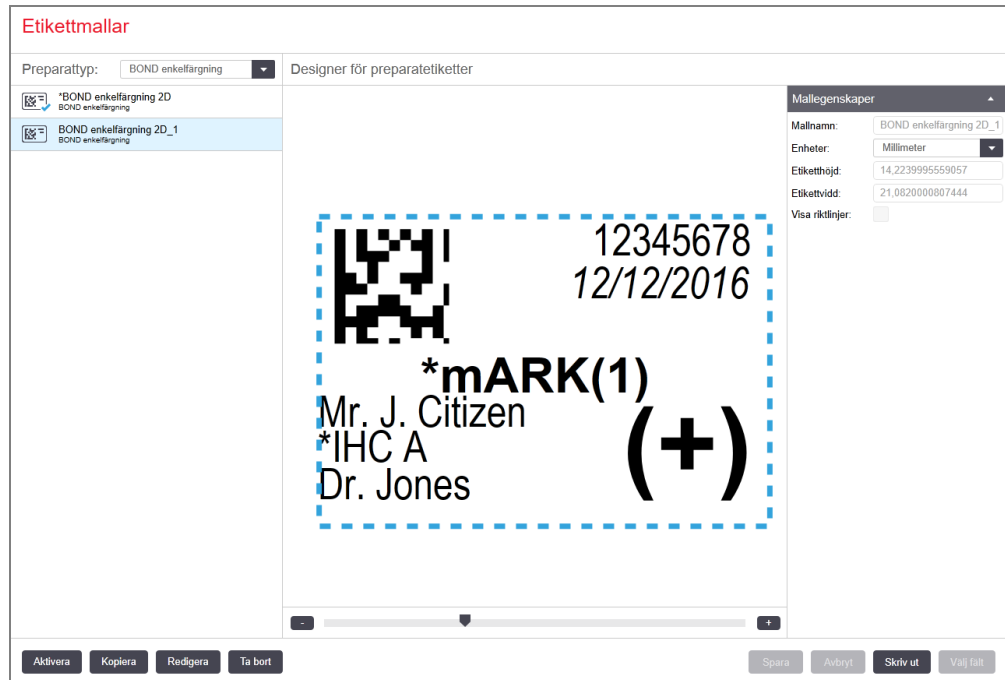 Etikettmallar
Preparattyp: BOND enkelfärgning
Designer för preparatetiketter
*BOND enkelfärgning 2D
BOND enkelfärgning
BOND enkelfärgning 2D_1
BOND enkelfärgning
Mallegenskaper
Mallnamn: BOND enkelfärgning 2D_1
Enheter: Millimeter
Etiketthöjd: 14,2239995559057
Etikettvidd: 21,0820000807444
Visa riktlinjer:
12345678
12/12/2016
*mARK(1)
Mr. J. Citizen
*IHC A
Dr. Jones
(+)
- +
Aktivera Kopiera Redigera Ta bort Spara Avbryt Skriv ut Välj fält